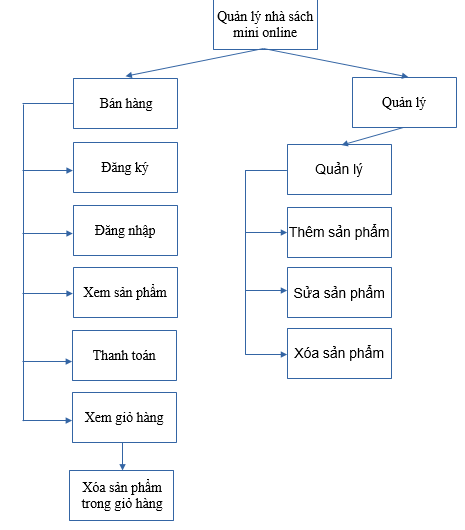 Quản lý nhà sách
mini online
Bán hàng
Quản lý
Đăng ký
Quản lý
Đăng nhập
Thêm sản phẩm
Xem sản phẩm
Sửa sản phẩm
Thanh toán
Xóa sản phẩm
Xem giỏ hàng
Xóa sản phẩm
trong giỏ hàng